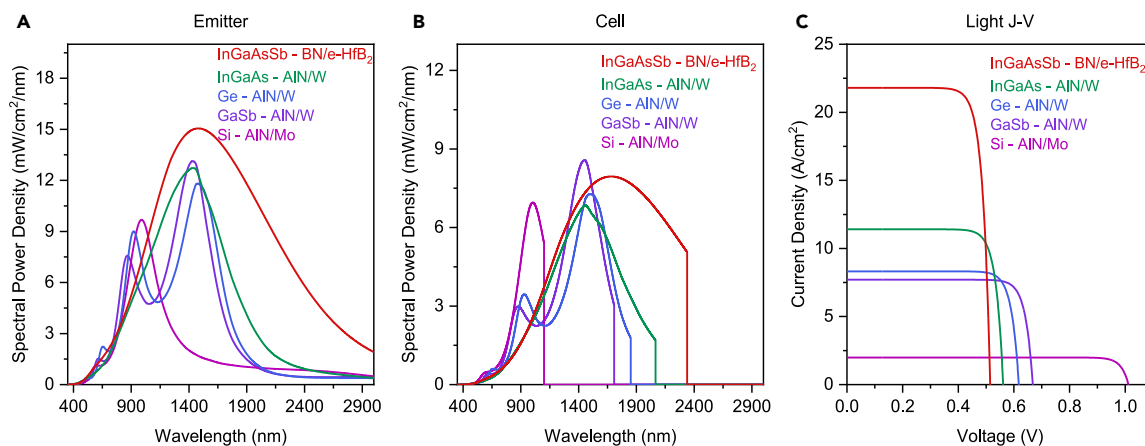 A
Emitter
InGaAsSb - BN/e-HfB₂
InGaAs - AlN/W
Ge - AlN/W
GaSb - AlN/W
Si - AlN/Mo
18
15
12
9
6
3
0
Spectral Power Density (mW/cm²/nm)
400 900 1400 1900 2400 2900
Wavelength (nm)
B
Cell
InGaAsSb - BN/e-HfB₂
InGaAs - AlN/W
Ge - AlN/W
GaSb - AlN/W
Si - AlN/Mo
12
9
6
3
0
Spectral Power Density (mW/cm²/nm)
400 900 1400 1900 2400 2900
Wavelength (nm)
C
Light J-V
InGaAsSb - BN/e-HfB₂
InGaAs - AlN/W
Ge - AlN/W
GaSb - AlN/W
Si - AlN/Mo
25
20
15
10
5
0
Current Density (A/cm²)
0.0 0.2 0.4 0.6 0.8 1.0
Voltage (V)